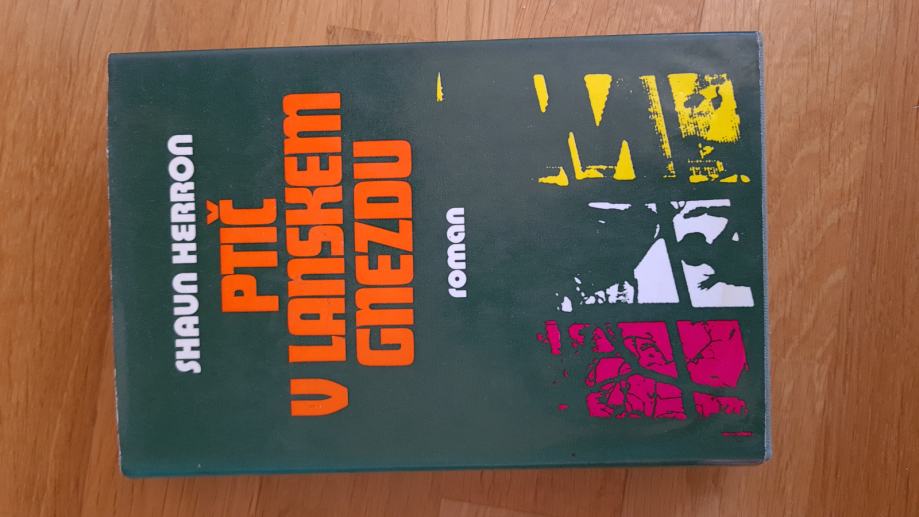 SHAUN HERRON
PTIČ
V LANSKEM
GNEZDU
roman